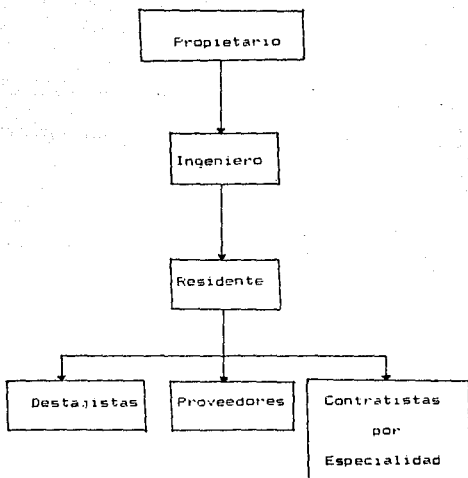 Propietario
Ingeniero
Residente
Destajistas
Proveedores
Contratistas
por
Especialidad